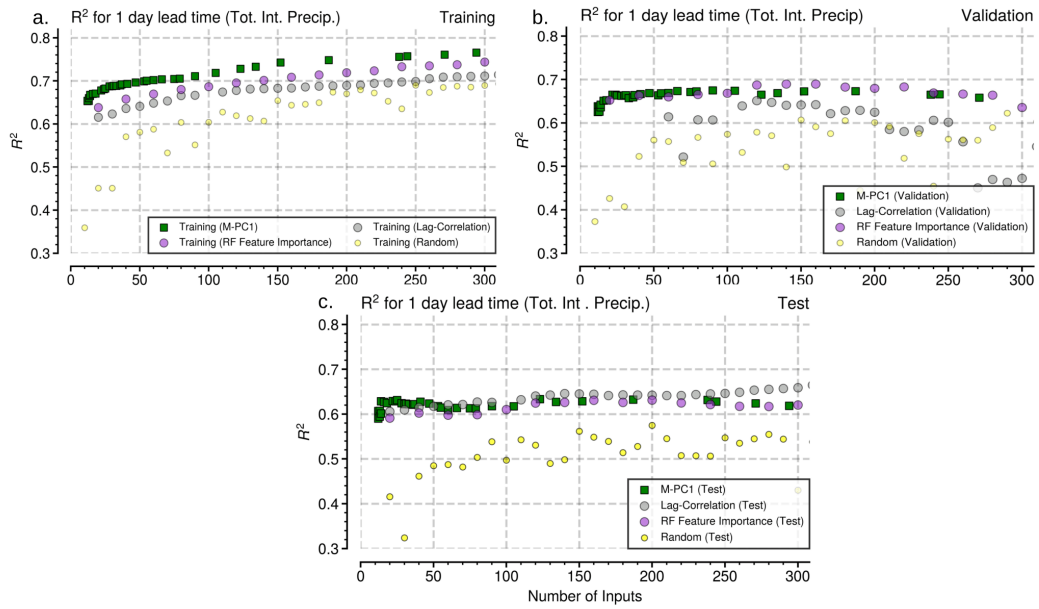 a. R² for 1 day lead time (Tot. Int. Precip.) Training
0.8
0.7
0.6
0.5
0.4
0.3
R²
Training (M-PC1) Training (Lag-Correlation)
Training (RF Feature Importance) Training (Random)
0 50 100 150 200 250 300
b. R² for 1 day lead time (Tot. Int. Precip) Validation
0.8
0.7
0.6
0.5
0.4
0.3
R²
M-PC1 (Validation)
Lag-Correlation (Validation)
RF Feature Importance (Validation)
Random (Validation)
0 50 100 150 200 250 300
c. R² for 1 day lead time (Tot. Int . Precip.) Test
0.8
0.7
0.6
0.5
0.4
0.3
R²
M-PC1 (Test)
Lag-Correlation (Test)
RF Feature Importance (Test)
Random (Test)
50 100 150 200 250 300
Number of Inputs